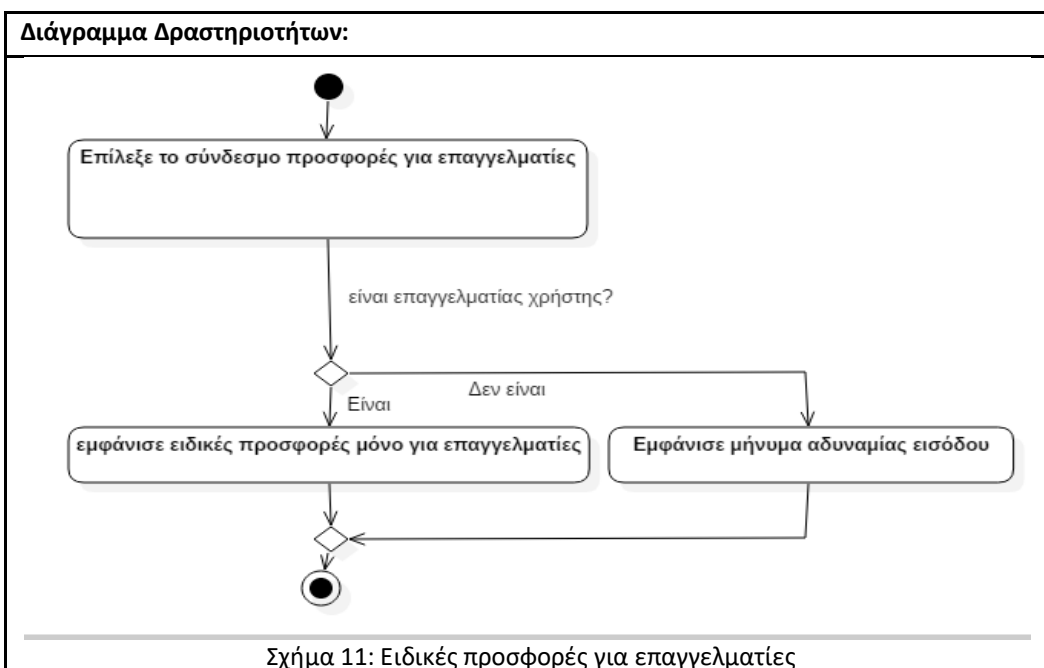 Διάγραμμα Δραστηριοτήτων:
Επίλεξε το σύνδεσμο προσφορές για επαγγελματίες
είναι επαγγελματίας χρήστης?
Δεν είναι
Είναι
εμφάνισε ειδικές προσφορές μόνο για επαγγελματίες
Εμφάνισε μήνυμα αδυναμίας εισόδου
Σχήμα 11: Ειδικές προσφορές για επαγγελματίες